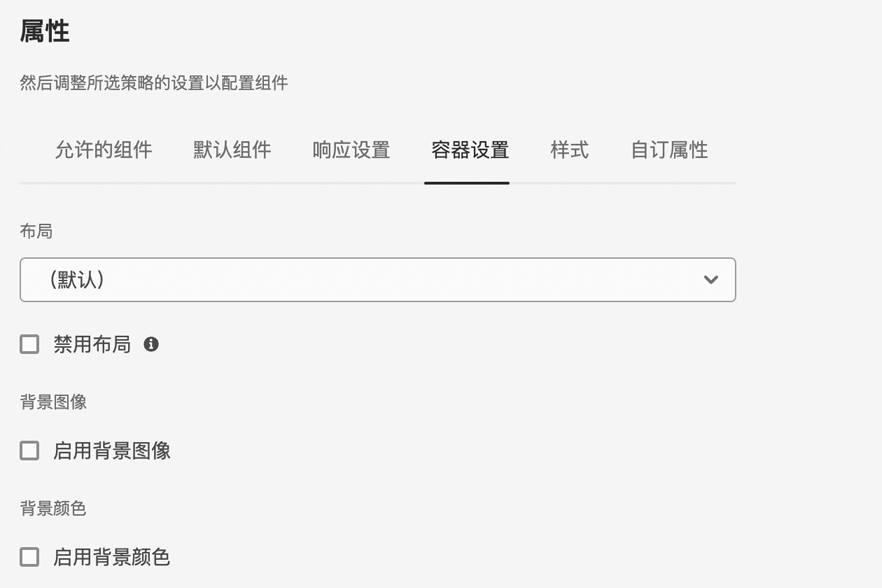 属性
然后调整所选策略的设置以配置组件
允许的组件 默认组件 响应设置 容器设置 样式 自订属性
布局
(默认)
禁用布局
背景图像
启用背景图像
背景颜色
启用背景颜色